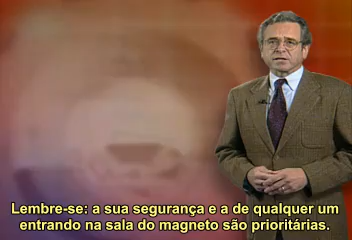 Lembre-se: a sua segurança e a de qualquer um
entrando na sala do magneto são prioritárias.